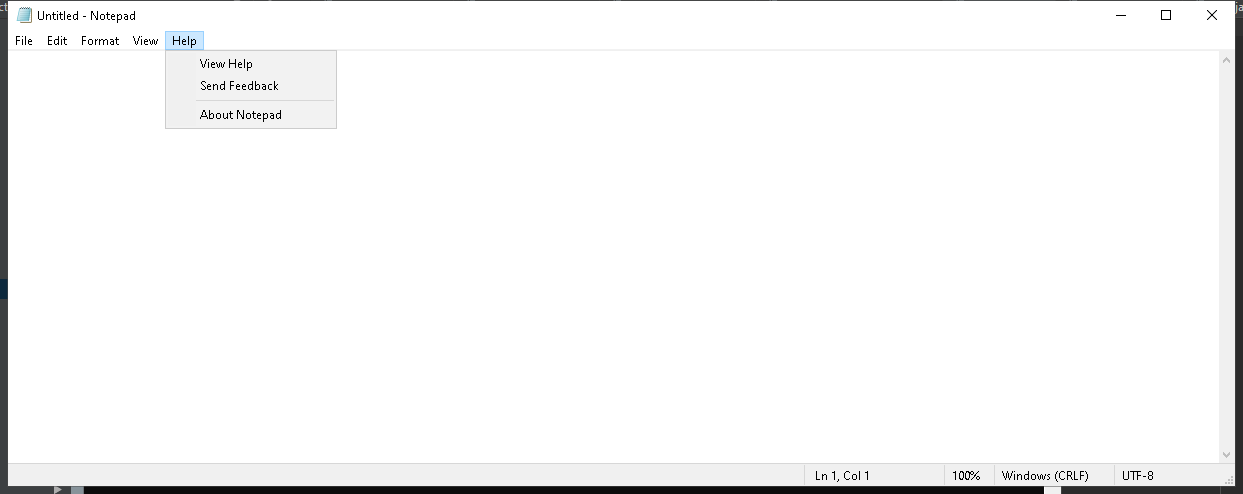 Untitled - Notepad
File Edit Format View Help
View Help
Send Feedback
About Notepad
Ln 1, Col 1 100% Windows (CRLF) UTF-8